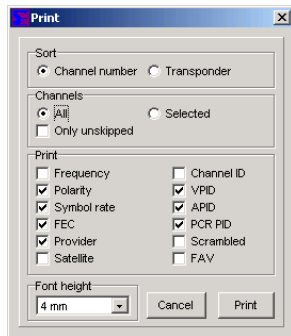 Print
Sort
Channel number Transponder
Channels
All Selected
Only unskipped
Print
Frequency Channel ID
Polarity VPID
Symbol rate APID
FEC PCR PID
Provider Scrambled
Satellite FAV
Font height
4 mm Cancel Print